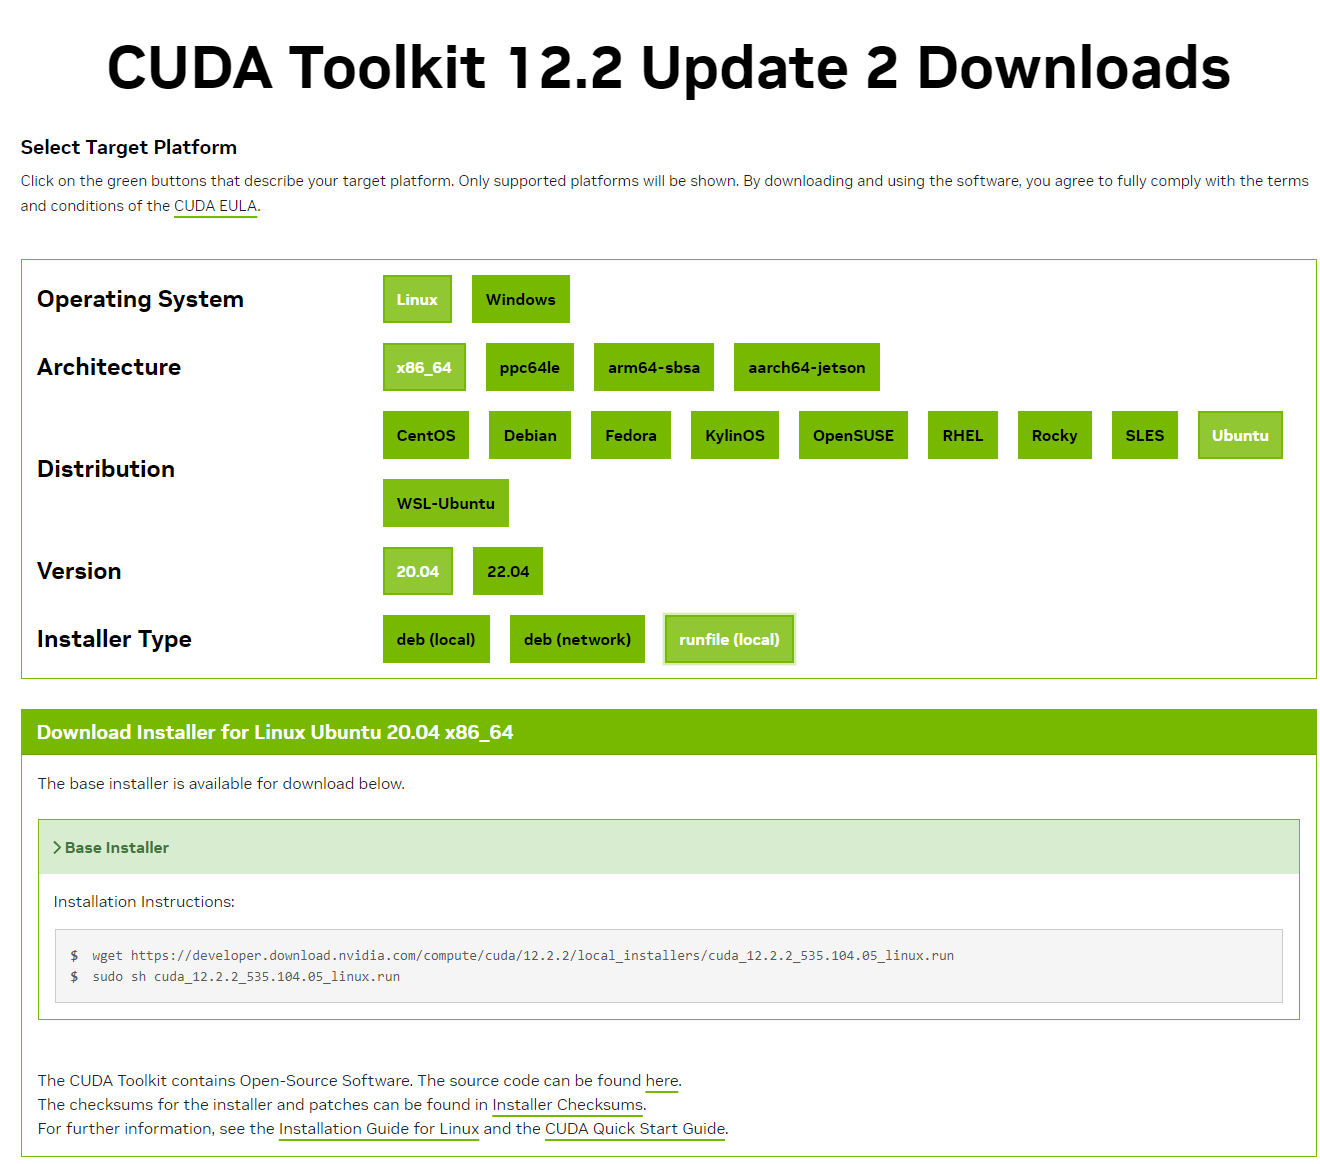 CUDA Toolkit 12.2 Update 2 Downloads
Select Target Platform
Click on the green buttons that describe your target platform. Only supported platforms will be shown. By downloading and using the software, you agree to fully comply with the terms
and conditions of the CUDA EULA.
Operating System Linux Windows
Architecture x86_64 ppc64le arm64-sbsa aarch64-jetson
Distribution CentOS Debian Fedora KylinOS OpenSUSE RHEL Rocky SLES Ubuntu
WSL-Ubuntu
Version 20.04 22.04
Installer Type deb (local) deb (network) runfile (local)
Download Installer for Linux Ubuntu 20.04 x86_64
The base installer is available for download below.
Base Installer
Installation Instructions:
$ wget https://developer.download.nvidia.com/compute/cuda/12.2.2/local_installers/cuda_12.2.2_535.104.05_linux.run
$ sudo sh cuda_12.2.2_535.104.05_linux.run
The CUDA Toolkit contains Open-Source Software. The source code can be found here.
The checksums for the installer and patches can be found in Installer Checksums.
For further information, see the Installation Guide for Linux and the CUDA Quick Start Guide.